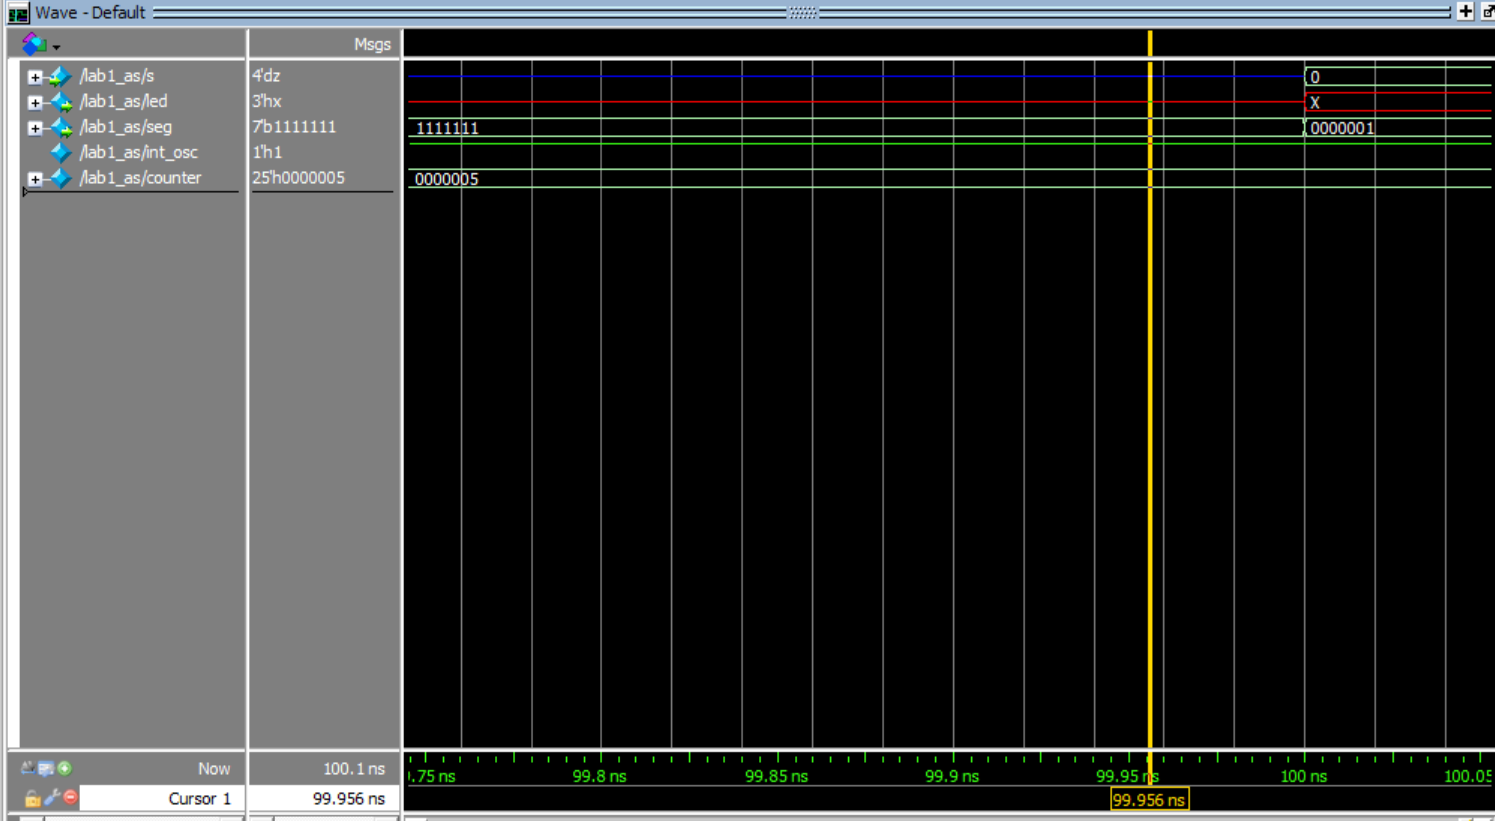 Wave - Default
Msgs
/lab1_as/s 4'dz 0
/lab1_as/led 3'hx X
/lab1_as/seg 7'b1111111 1111111 0000001
/lab1_as/int_osc 1'h1
/lab1_as/counter 25'h0000005 0000005
Now 100.1 ns .75 ns 99.8 ns 99.85 ns 99.9 ns 99.95 ns 100 ns 100.05
Cursor 1 99.956 ns 99.956 ns